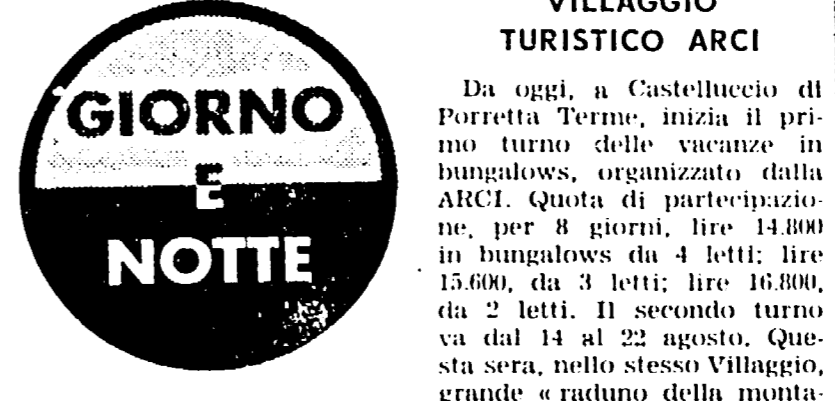 GIORNO
E
NOTTE
VILLAGGIO
TURISTICO ARCI
Da oggi, a Castelluccio di
Porretta Terme, inizia il pri-
mo turno delle vacanze in
bungalows, organizzato dalla
ARCI. Quota di partecipazio-
ne, per 8 giorni, lire 14.800
in bungalows da 4 letti; lire
15.600, da 3 letti; lire 16.800,
da 2 letti. Il secondo turno
va dal 14 al 22 agosto. Que-
sta sera, nello stesso Villaggio,
grande « raduno della monta-